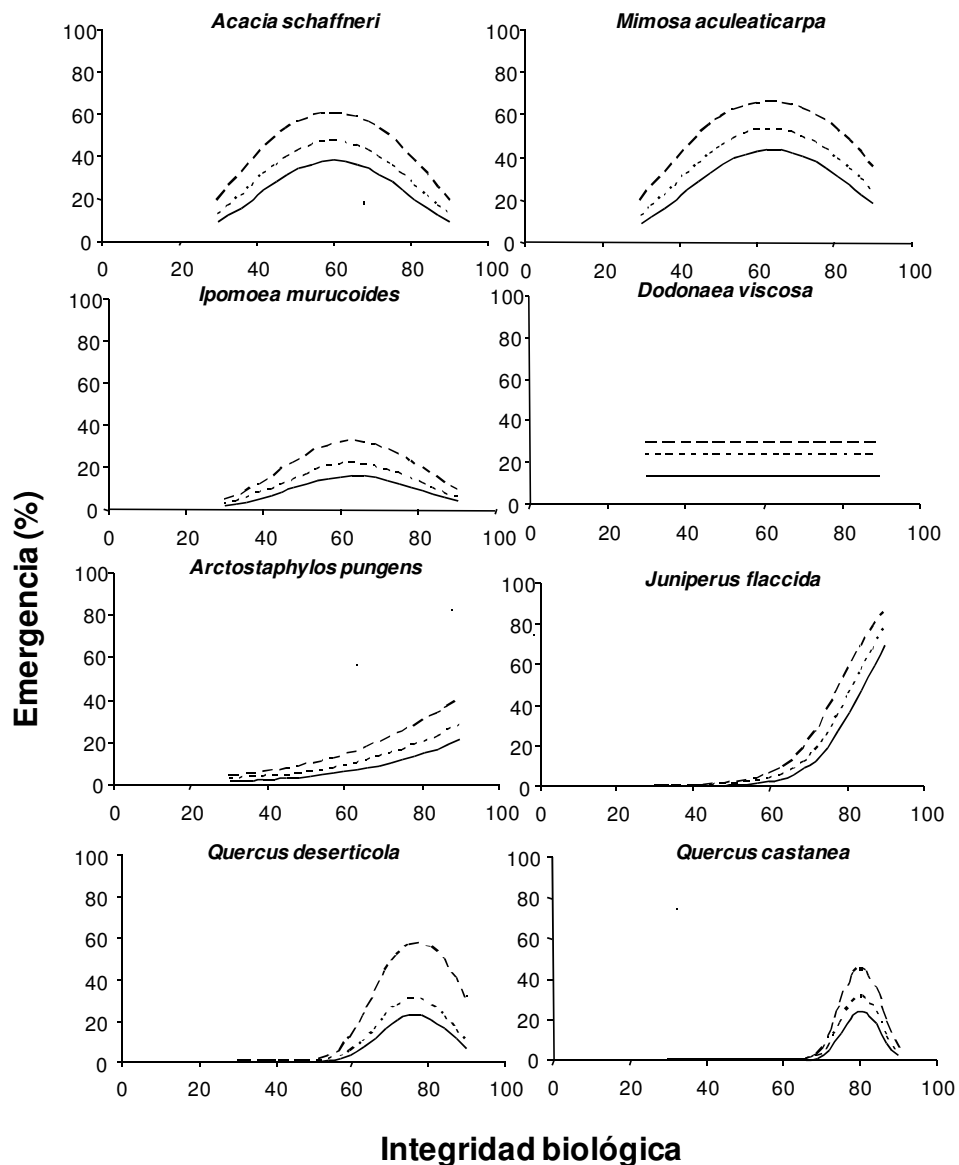 Acacia schaffneri
100
80
60
40
20
0
0 20 40 60 80 100
Mimosa aculeaticarpa
100
80
60
40
20
0
0 20 40 60 80 100
Ipomoea murucoides
100
80
60
40
20
0
0 20 40 60 80 100
Dodonaea viscosa
100
80
60
40
20
0
0 20 40 60 80 100
Arctostaphylos pungens
100
80
60
40
20
0
0 20 40 60 80 100
Juniperus flaccida
100
80
60
40
20
0
0 20 40 60 80 100
Quercus deserticola
100
80
60
40
20
0
0 20 40 60 80 100
Quercus castanea
100
80
60
40
20
0
0 20 40 60 80 100
Emergencia (%)
Integridad biológica